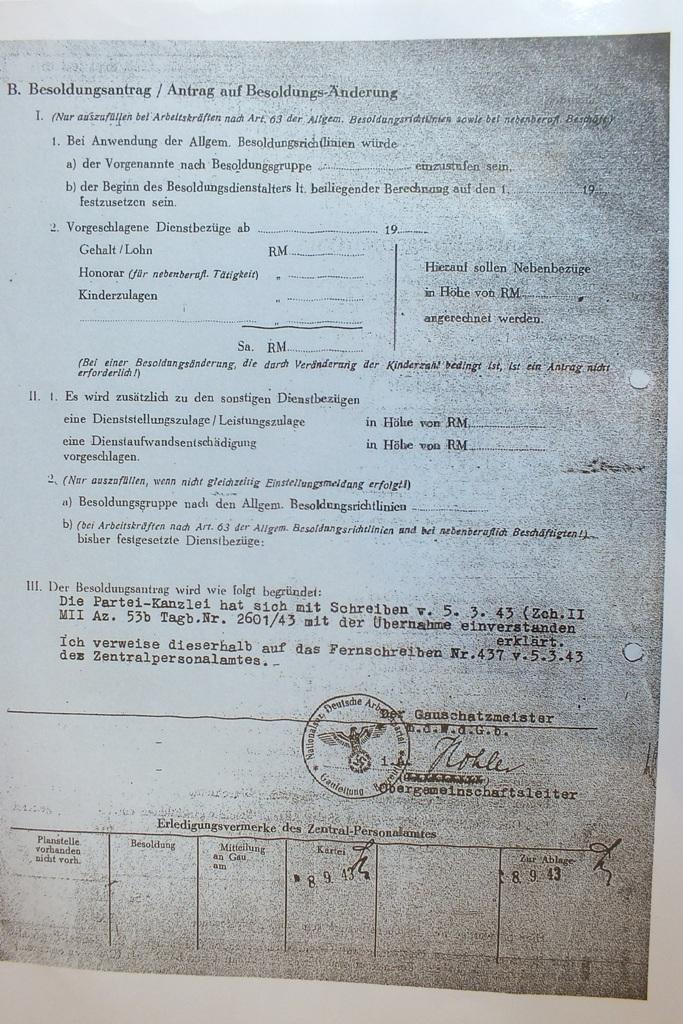 B. Besoldungsantrag / Antrag auf Besoldungs-Änderung
I. (Nur auszufüllen bei Arbeitskräften nach Art. 63 der Allgem. Besoldungsrichtlinien sowie bei nebenberufl. Beschäft.)
1. Bei Anwendung der Allgem. Besoldungsrichtlinien würde
a) der Vorgenannte nach Besoldungsgruppe .................... einzustufen sein.
b) der Beginn des Besoldungsdienstalters lt. beiliegender Berechnung auf den 1. .................... 19....
festzusetzen sein.
2. Vorgeschlagene Dienstbezüge ab .................... 19........
Gehalt / Lohn RM....................
Honorar (für nebenberufl. Tätigkeit) „ ....................
Kinderzulagen „ ....................
.................... „ ....................
Sa. RM....................
Hierauf sollen Nebenbezüge
in Höhe von RM....................
angerechnet werden.
(Bei einer Besoldungsänderung, die durch Veränderung der Kinderzahl bedingt ist, ist ein Antrag nicht
erforderlich!)
II. 1. Es wird zusätzlich zu den sonstigen Dienstbezügen
eine Dienststellungszulage / Leistungszulage in Höhe von RM....................
eine Dienstaufwandsentschädigung in Höhe von RM....................
vorgeschlagen.
2. (Nur auszufüllen, wenn nicht gleichzeitig Einstellungsmeldung erfolgt!)
a) Besoldungsgruppe nach den Allgem. Besoldungsrichtlinien ....................
b) (bei Arbeitskräften nach Art. 63 der Allgem. Besoldungsrichtlinien und bei nebenberuflich Beschäftigten!)
bisher festgesetzte Dienstbezüge:
III. Der Besoldungsantrag wird wie folgt begründet:
Die Partei-Kanzlei hat sich mit Schreiben v. 5. 3. 43 (Zch.II
MII Az. 53b Tagb.Nr. 2601/43 mit der Übernahme einverstanden
erklärt.
Ich verweise dieserhalb auf das Fernschreiben Nr.437 v.5.3.43
des Zentralpersonalamtes.
Der Gauschatzmeister
m.d.W.d.G.b.
i.A. Köhler
Obergemeinschaftsleiter
Nationalsoz. Deutsche Arbeiterpartei
Gauleitung
Erledigungsvermerke des Zentral-Personalamtes
Planstelle
vorhanden
nicht vorh.
Besoldung
Mitteilung
an Gau
am
Kartei
8. 9. 43
Zur Ablage
8. 9. 43